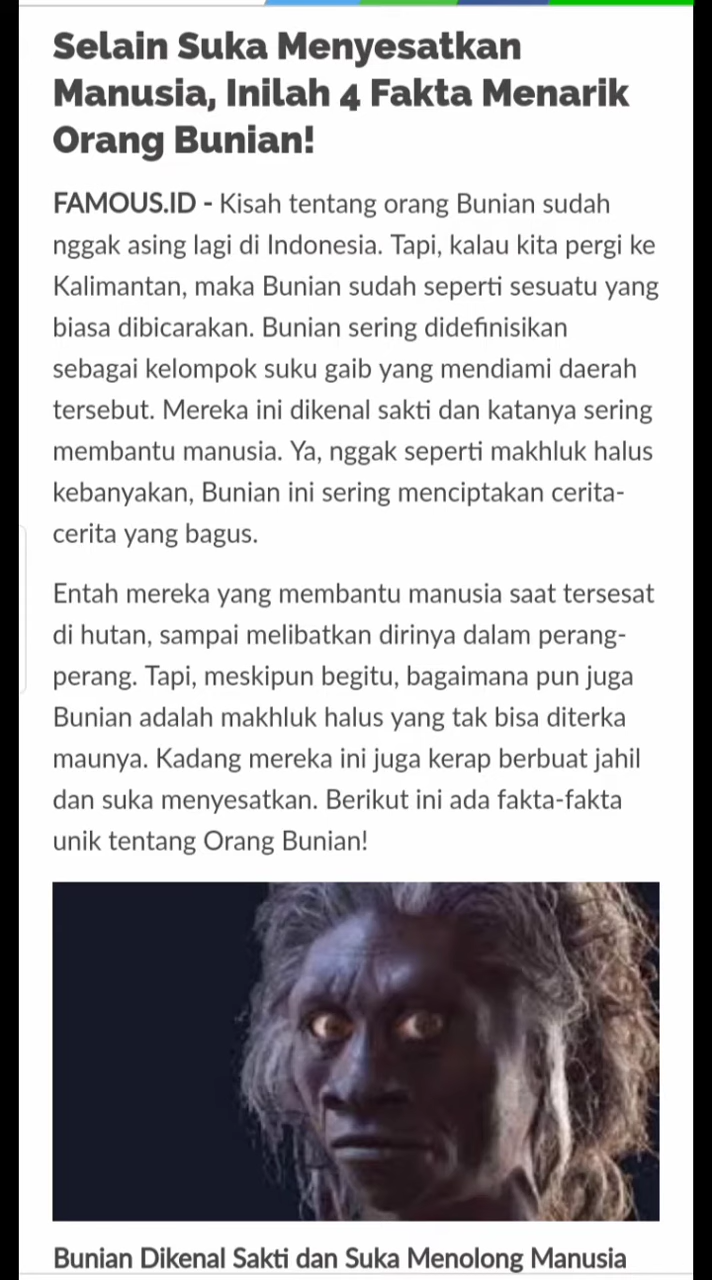 Selain Suka Menyesatkan
Manusia, Inilah 4 Fakta Menarik
Orang Bunian!
FAMOUS.ID - Kisah tentang orang Bunian sudah
nggak asing lagi di Indonesia. Tapi, kalau kita pergi ke
Kalimantan, maka Bunian sudah seperti sesuatu yang
biasa dibicarakan. Bunian sering didefinisikan
sebagai kelompok suku gaib yang mendiami daerah
tersebut. Mereka ini dikenal sakti dan katanya sering
membantu manusia. Ya, nggak seperti makhluk halus
kebanyakan, Bunian ini sering menciptakan cerita-
cerita yang bagus.
Entah mereka yang membantu manusia saat tersesat
di hutan, sampai melibatkan dirinya dalam perang-
perang. Tapi, meskipun begitu, bagaimana pun juga
Bunian adalah makhluk halus yang tak bisa diterka
maunya. Kadang mereka ini juga kerap berbuat jahil
dan suka menyesatkan. Berikut ini ada fakta-fakta
unik tentang Orang Bunian!
Bunian Dikenal Sakti dan Suka Menolong Manusia